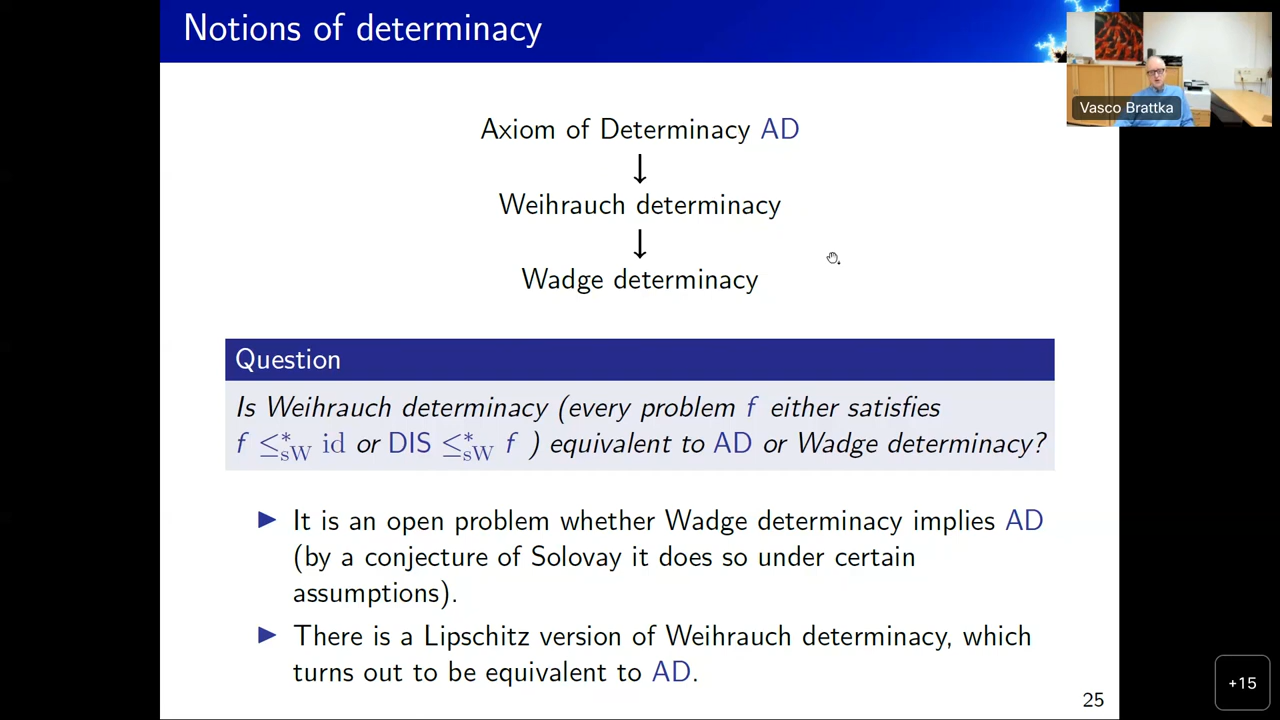 Notions of determinacy
Vasco Brattka
Axiom of Determinacy AD
↓
Weihrauch determinacy
↓
Wadge determinacy
Question
Is Weihrauch determinacy (every problem f either satisfies
f ≤*sW id or DIS ≤*sW f ) equivalent to AD or Wadge determinacy?
▶ It is an open problem whether Wadge determinacy implies AD
(by a conjecture of Solovay it does so under certain
assumptions).
▶ There is a Lipschitz version of Weihrauch determinacy, which
turns out to be equivalent to AD.
25
+15